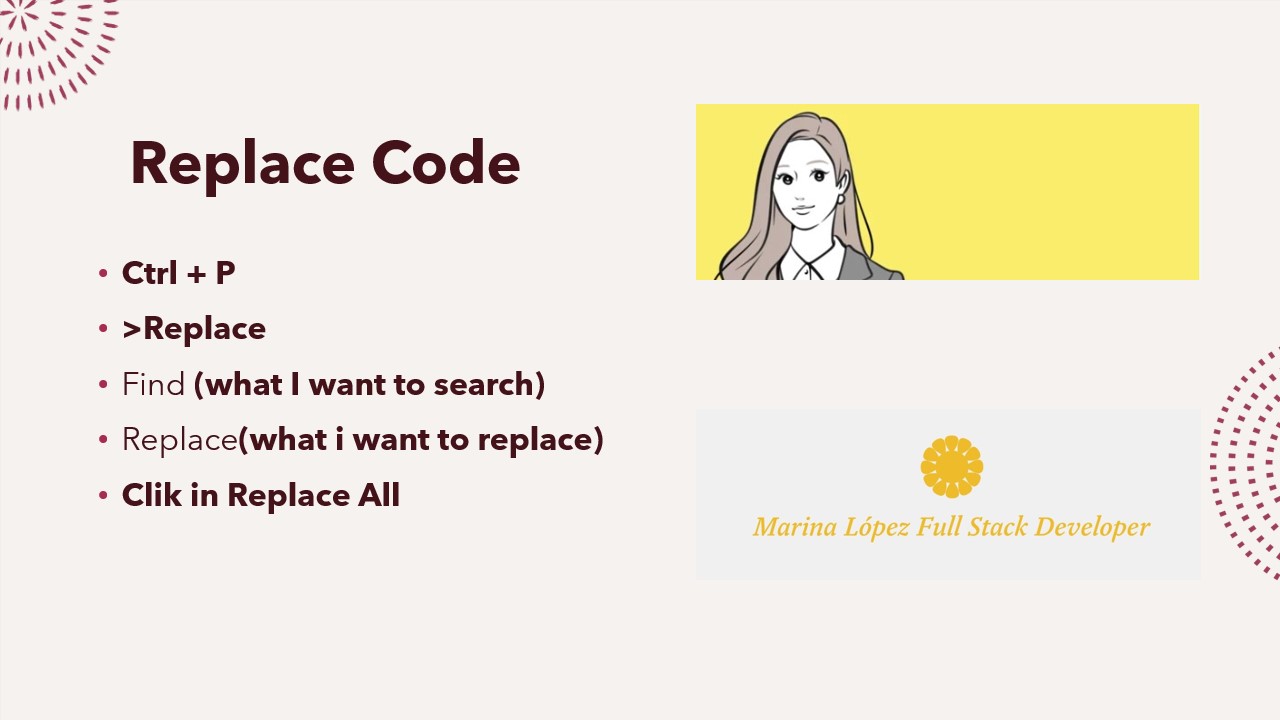 Replace Code
• Ctrl + P
• >Replace
• Find (what I want to search)
• Replace(what i want to replace)
• Clik in Replace All
Marina López Full Stack Developer